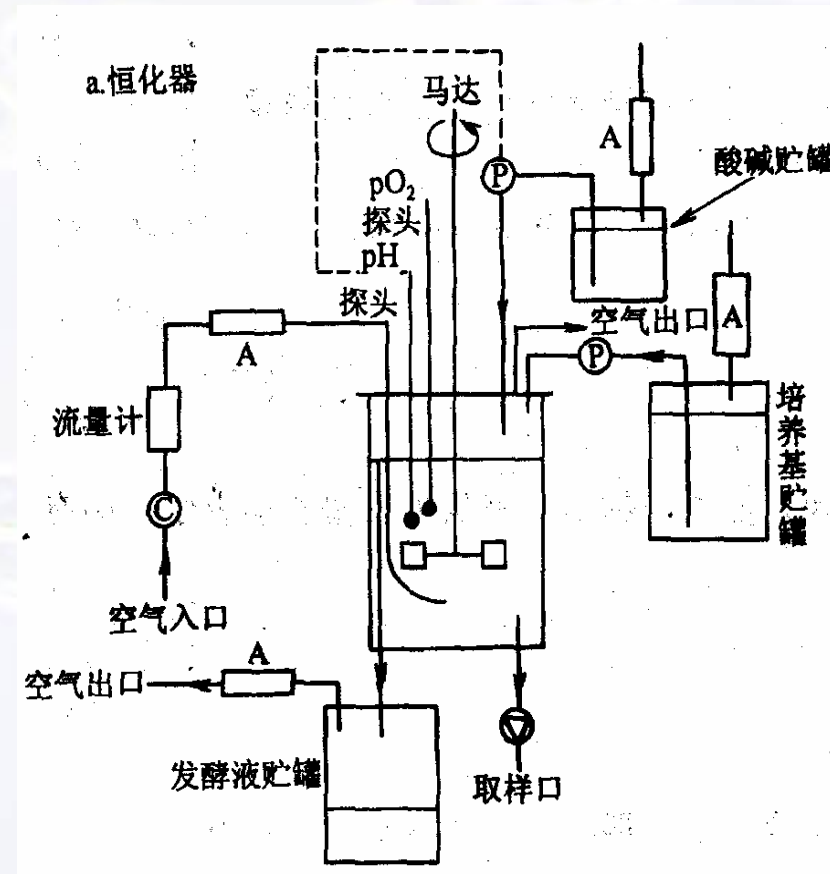 a.恒化器
马达
A
酸碱贮罐
P
pO₂
探头
pH
探头
空气出口
A
P
A
流量计
培养基贮罐
C
空气入口
A
空气出口
发酵液贮罐
取样口